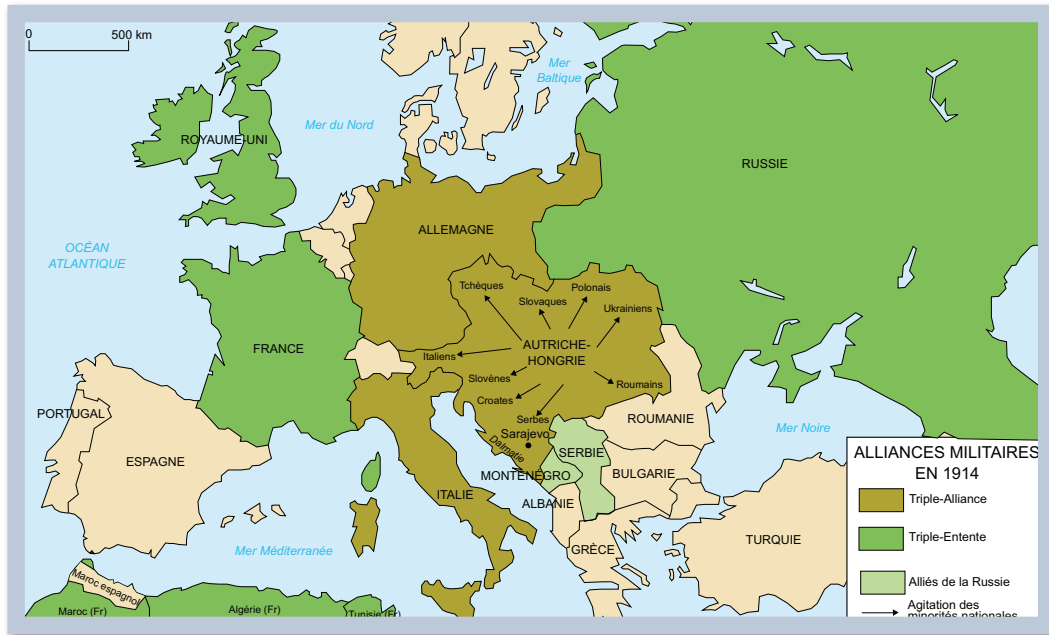 0 500 km
Mer
Baltique
Mer du Nord
ROYAUME-UNI
RUSSIE
OCÉAN
ATLANTIQUE
ALLEMAGNE
Tchèques
Polonais
Slovaques
Ukrainiens
FRANCE
AUTRICHE-
HONGRIE
Italiens
Slovènes
Roumains
Croates
PORTUGAL
Serbes
ROUMANIE
Mer Noire
Sarajevo
Dalmatie
ESPAGNE
SERBIE
MONTÉNÉGRO
BULGARIE
ITALIE
ALBANIE
Mer Méditerranée
GRÈCE
TURQUIE
Maroc espagnol
Maroc (Fr)
Algérie (Fr)
Tunisie (Fr)
ALLIANCES MILITAIRES
EN 1914
Triple-Alliance
Triple-Entente
Alliés de la Russie
Agitation des
minorités nationales